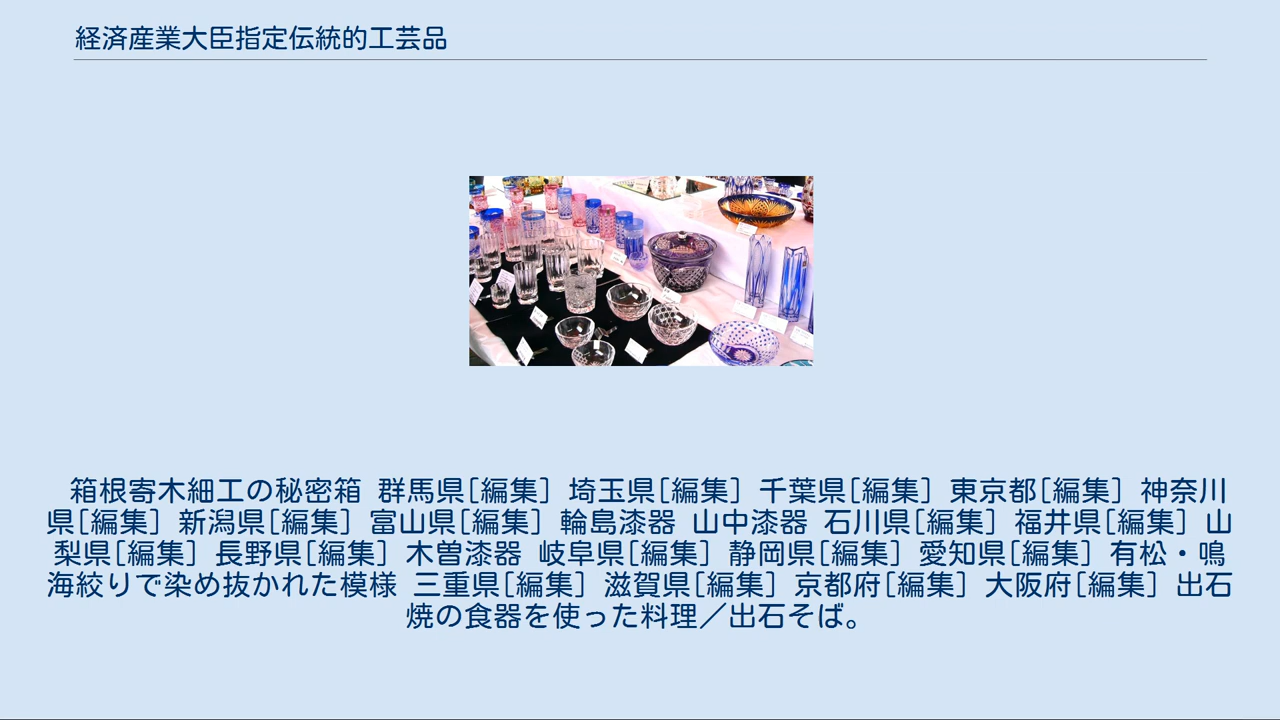 経済産業大臣指定伝統的工芸品
箱根寄木細工の秘密箱 群馬県[編集] 埼玉県[編集] 千葉県[編集] 東京都[編集] 神奈川
県[編集] 新潟県[編集] 富山県[編集] 輪島漆器 山中漆器 石川県[編集] 福井県[編集] 山
梨県[編集] 長野県[編集] 木曽漆器 岐阜県[編集] 静岡県[編集] 愛知県[編集] 有松・鳴
海絞りで染め抜かれた模様 三重県[編集] 滋賀県[編集] 京都府[編集] 大阪府[編集] 出石
焼の食器を使った料理／出石そば。